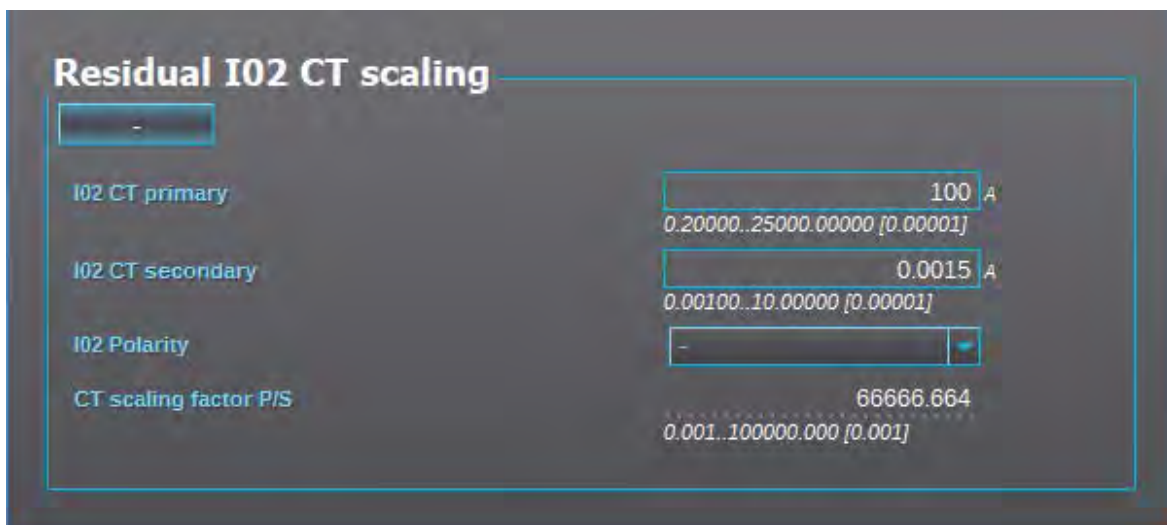 Residual I02 CT scaling
-
I02 CT primary 100 A
0.20000..25000.00000 [0.00001]
I02 CT secondary 0.0015 A
0.00100..10.00000 [0.00001]
I02 Polarity -
CT scaling factor P/S 66666.664
0.001..100000.000 [0.001]